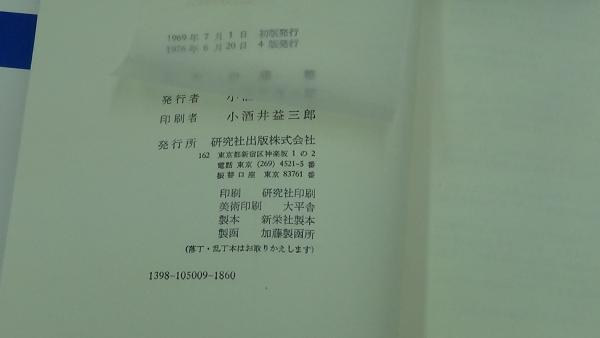 1969年 7月 1日 初版発行
1976年 6月 20日 4版発行
発行者 小酒
印刷者 小酒井益三郎
発行所 研究社出版株式会社
162 東京都新宿区神楽坂1の2
電話 東京 (269) 4521-5 番
振替口座 東京 83761 番
印刷 研究社印刷
美術印刷 大平舎
製本 新栄社製本
製函 加藤製函所
(落丁・乱丁本はお取りかえします)
1398-105009-1860